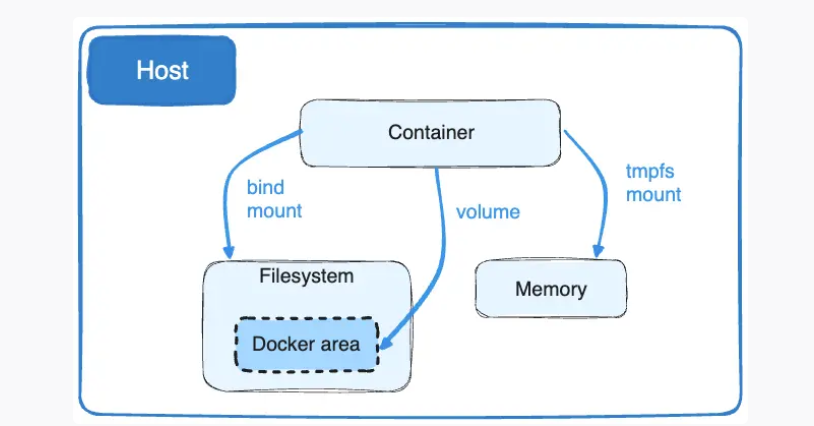 Host
Container
bind
mount
volume
tmpfs
mount
Filesystem
Docker area
Memory